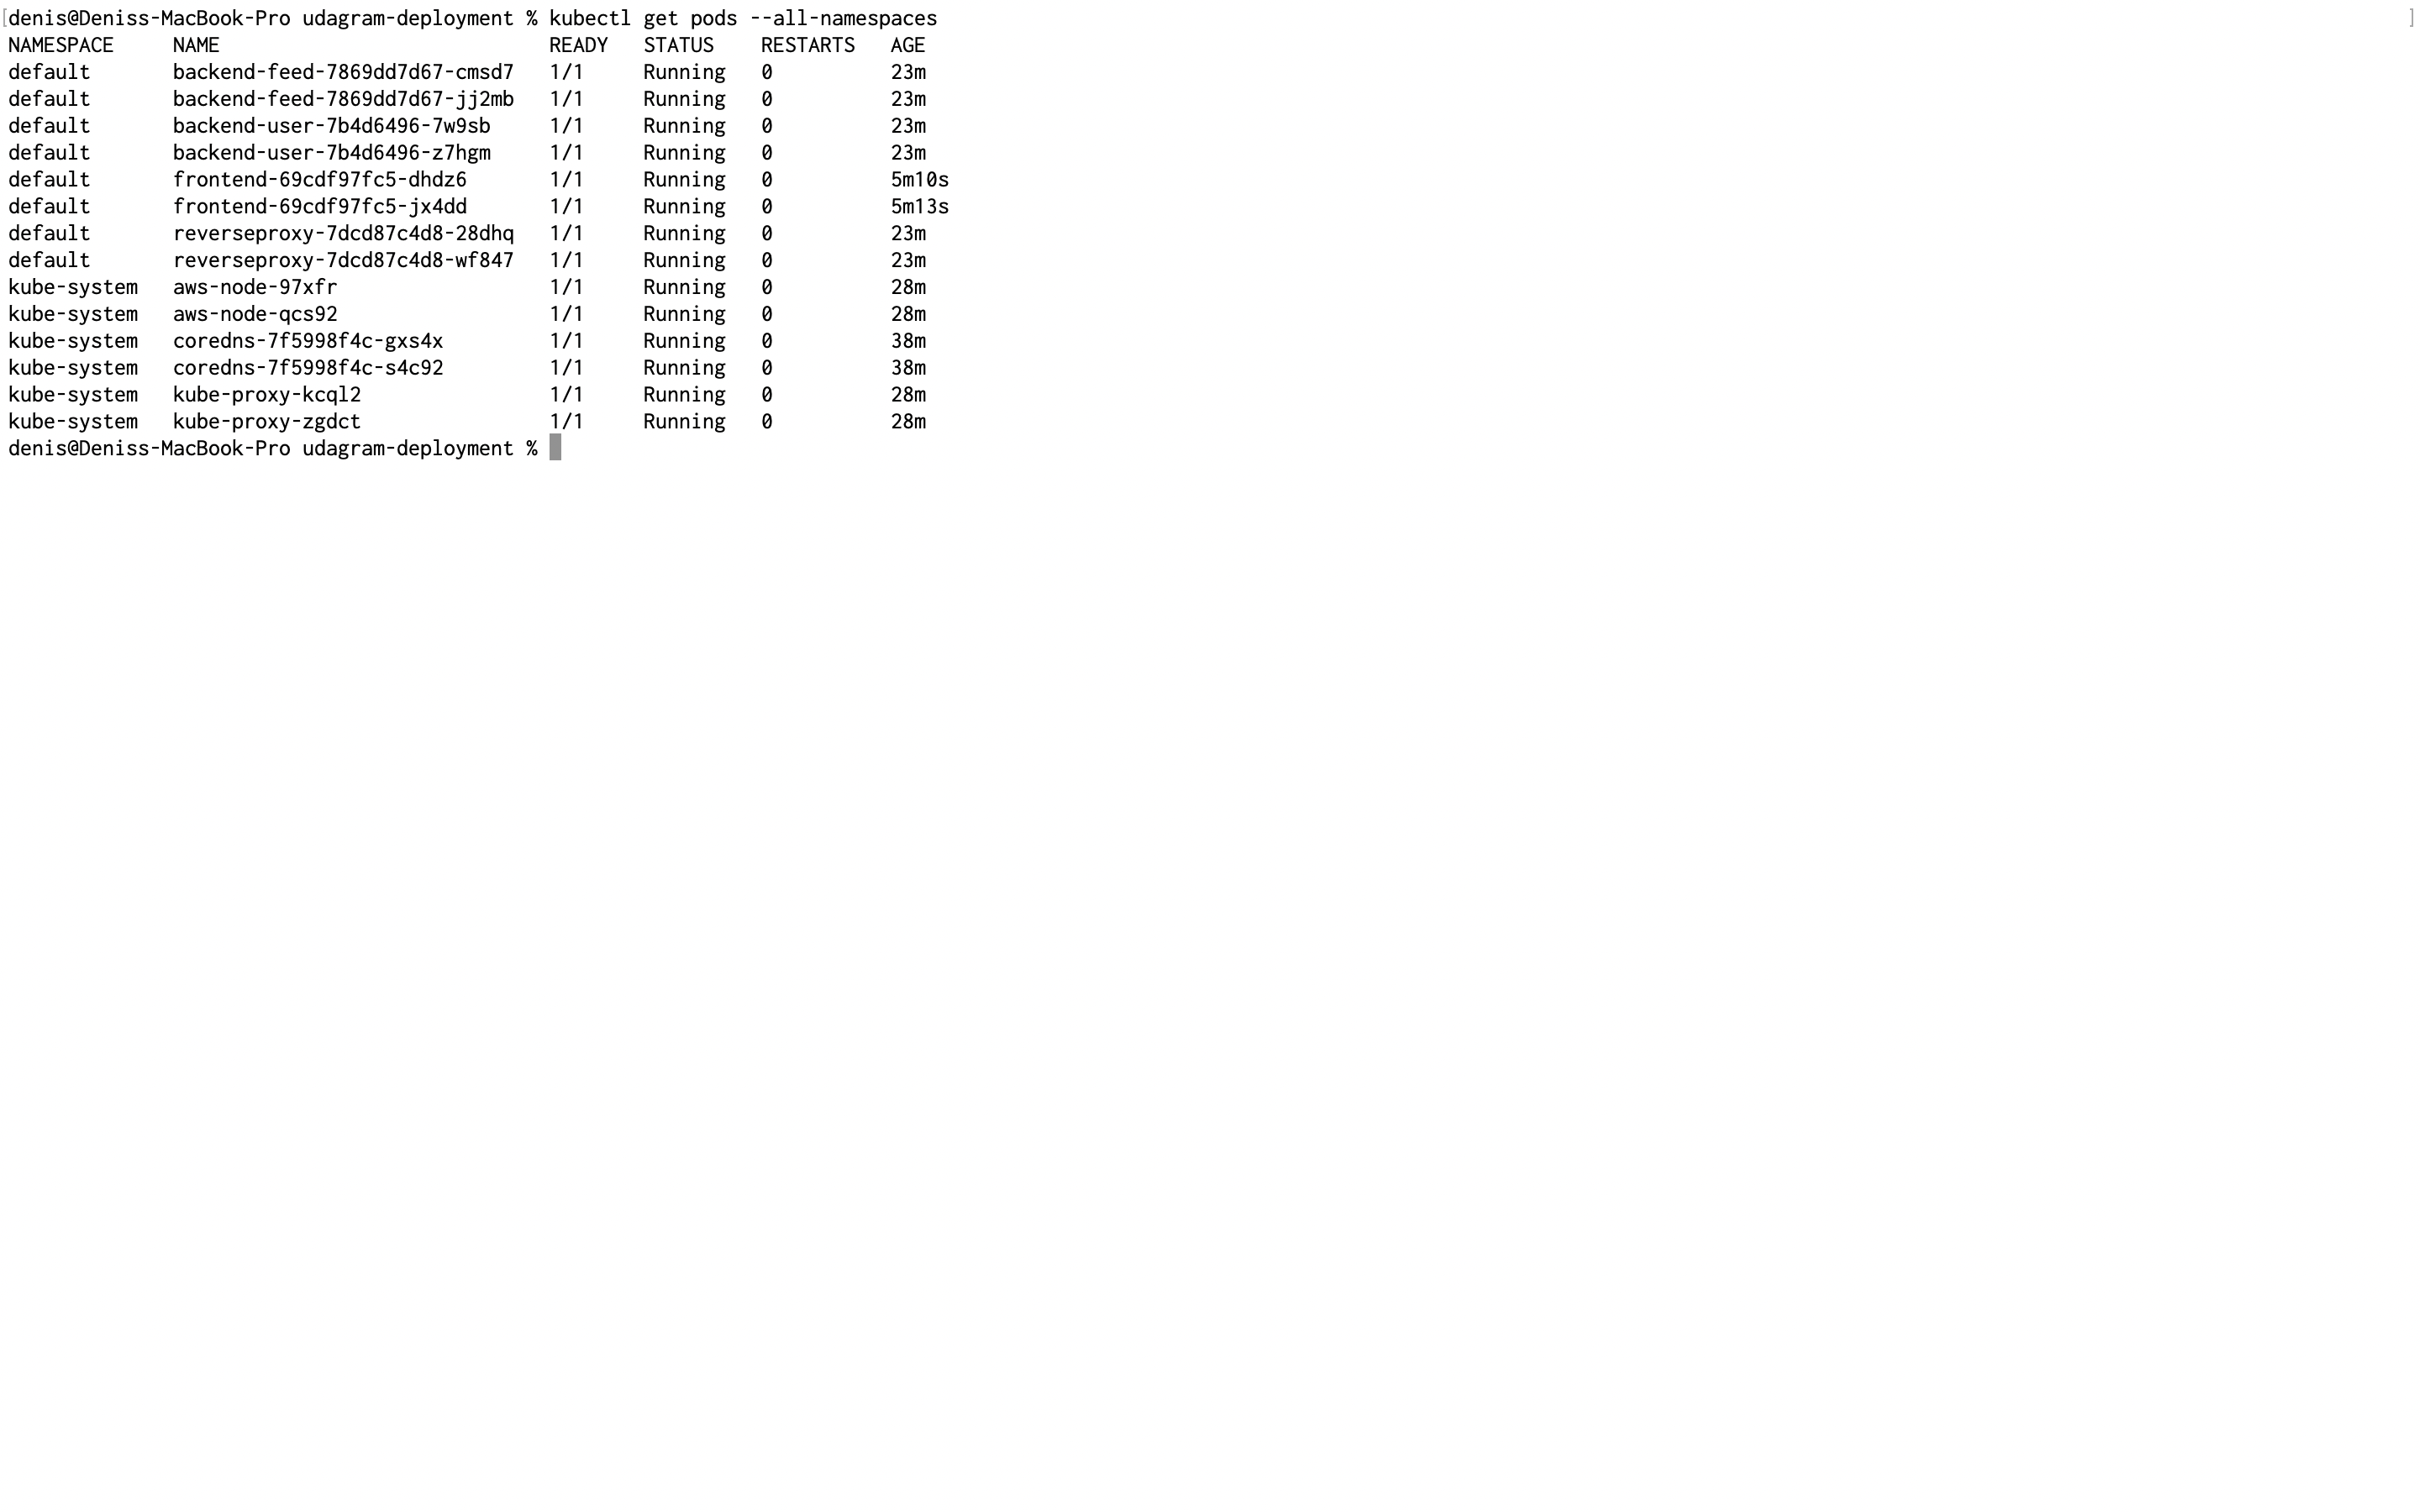 [denis@Deniss-MacBook-Pro udagram-deployment % kubectl get pods --all-namespaces ]
NAMESPACE     NAME                            READY   STATUS    RESTARTS   AGE
default       backend-feed-7869dd7d67-cmsd7   1/1     Running   0          23m
default       backend-feed-7869dd7d67-jj2mb   1/1     Running   0          23m
default       backend-user-7b4d6496-7w9sb     1/1     Running   0          23m
default       backend-user-7b4d6496-z7hgm     1/1     Running   0          23m
default       frontend-69cdf97fc5-dhdz6       1/1     Running   0          5m10s
default       frontend-69cdf97fc5-jx4dd       1/1     Running   0          5m13s
default       reverseproxy-7dcd87c4d8-28dhq   1/1     Running   0          23m
default       reverseproxy-7dcd87c4d8-wf847   1/1     Running   0          23m
kube-system   aws-node-97xfr                  1/1     Running   0          28m
kube-system   aws-node-qcs92                  1/1     Running   0          28m
kube-system   coredns-7f5998f4c-gxs4x         1/1     Running   0          38m
kube-system   coredns-7f5998f4c-s4c92         1/1     Running   0          38m
kube-system   kube-proxy-kcql2                1/1     Running   0          28m
kube-system   kube-proxy-zgdct                1/1     Running   0          28m
denis@Deniss-MacBook-Pro udagram-deployment %